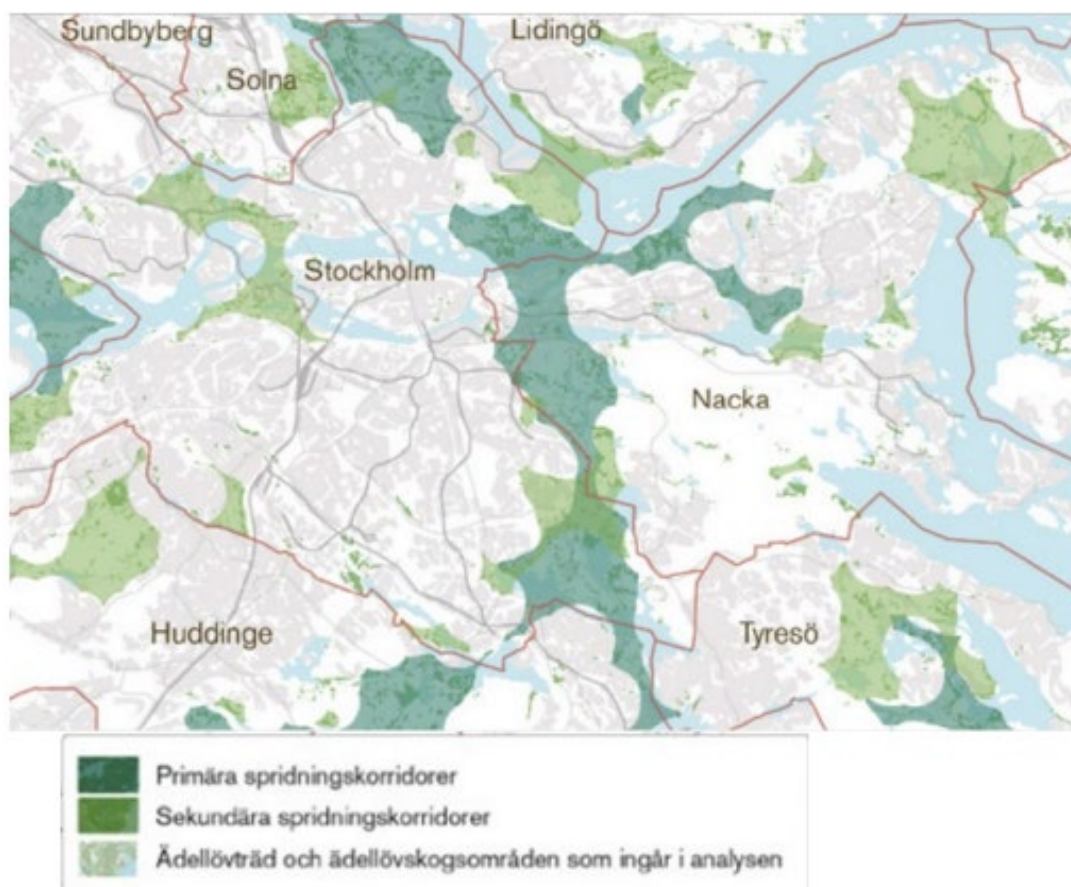 Sundbyberg
Lidingö
Solna
Stockholm
Nacka
Huddinge
Tyresö
Primära spridningskorridorer
Sekundära spridningskorridorer
Ädellövträd och ädellövskogsområden som ingår i analysen